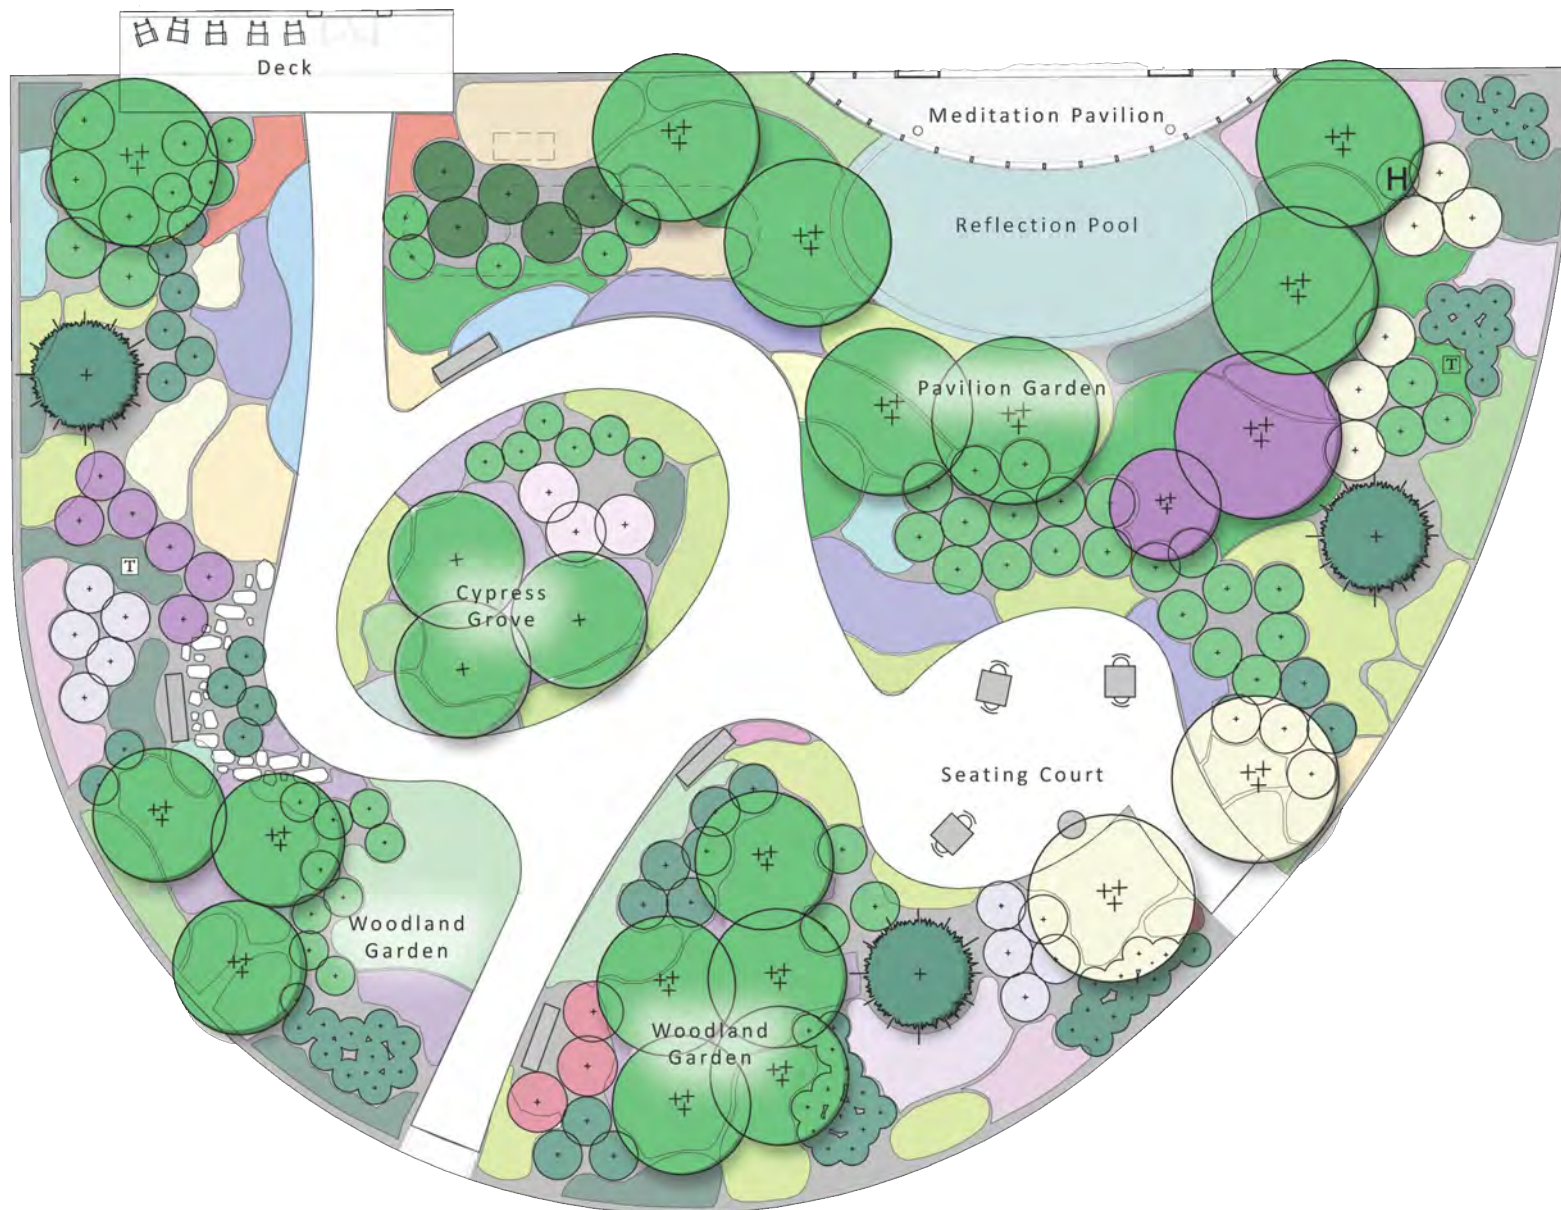 Deck
Meditation Pavilion
H
Reflection Pool
T
Pavilion Garden
T
Cypress
Grove
Seating Court
Woodland
Garden
Woodland
Garden